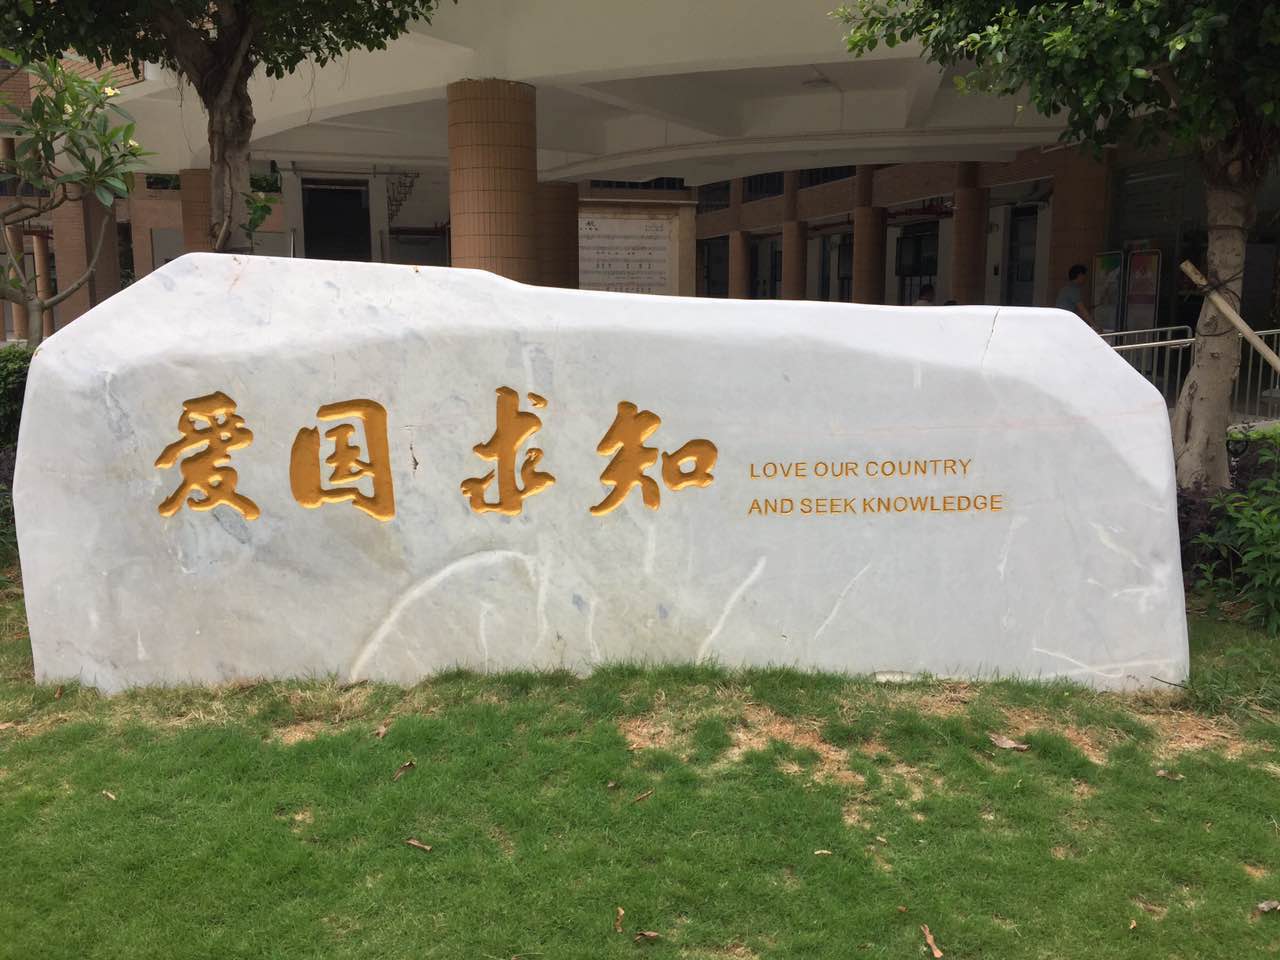 爱国 求知
LOVE OUR COUNTRY
AND SEEK KNOWLEDGE